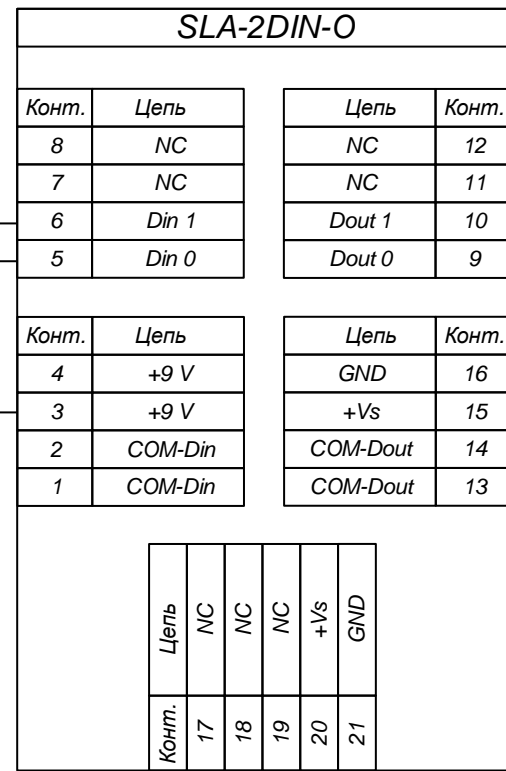 SLA-2DIN-O
Конт. Цепь
8 NC
7 NC
6 Din 1
5 Din 0
Цепь Конт.
NC 12
NC 11
Dout 1 10
Dout 0 9
Конт. Цепь
4 +9 V
3 +9 V
2 COM-Din
1 COM-Din
Цепь Конт.
GND 16
+Vs 15
COM-Dout 14
COM-Dout 13
Цепь NC NC NC +Vs GND
Конт. 17 18 19 20 21